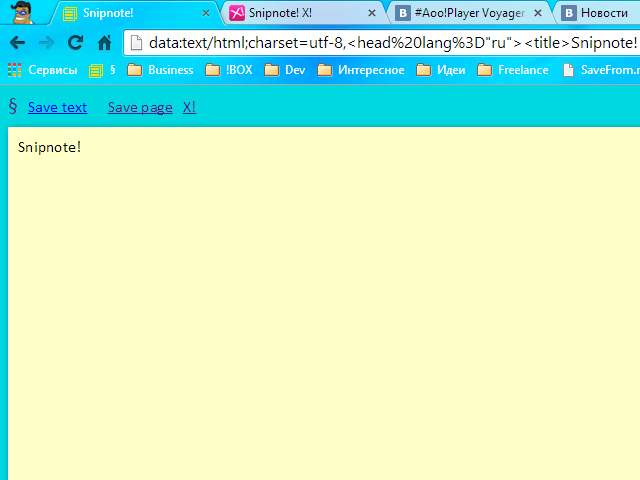 Snipnote!
Snipnote! X!
#Aoo!Player Voyager
Новости
data:text/html;charset=utf-8,<head%20lang%3D"ru"><title>Snipnote!
Сервисы § Business !BOX Dev Интересное Идеи Freelance SaveFrom.n
§ Save text Save page X!
Snipnote!